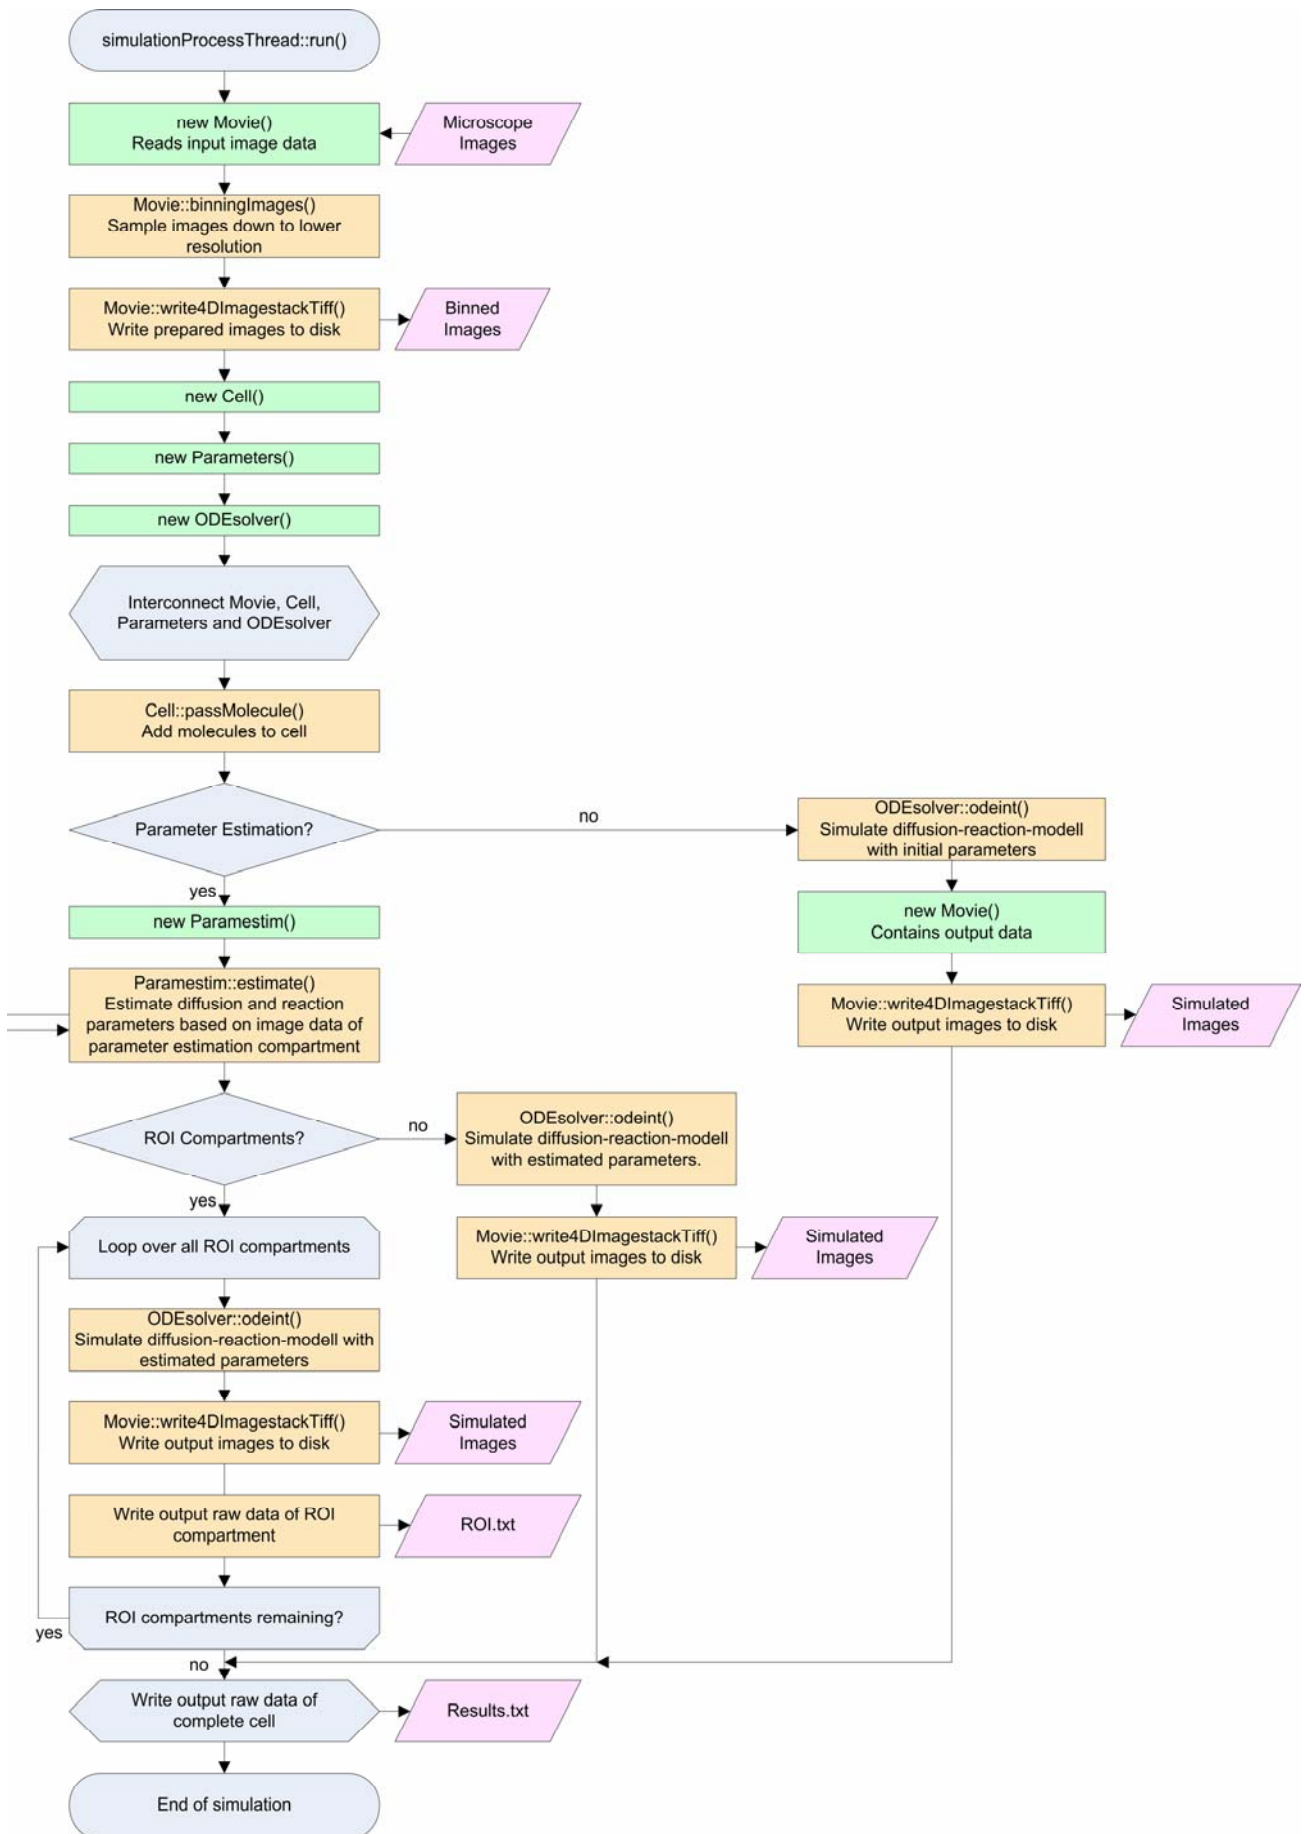 simulationProcessThread::run()
new Movie()
Reads input image data
Microscope
Images
Movie::binningImages()
Sample images down to lower
resolution
Movie::write4DImagestackTiff()
Write prepared images to disk
Binned
Images
new Cell()
new Parameters()
new ODEsolver()
Interconnect Movie, Cell,
Parameters and ODEsolver
Cell::passMolecule()
Add molecules to cell
Parameter Estimation?
no
ODEsolver::odeint()
Simulate diffusion-reaction-modell
with initial parameters
yes
new Movie()
Contains output data
new Paramestim()
Paramestim::estimate()
Estimate diffusion and reaction
parameters based on image data of
parameter estimation compartment
Movie::write4DImagestackTiff()
Write output images to disk
Simulated
Images
ROI Compartments?
no
ODEsolver::odeint()
Simulate diffusion-reaction-modell
with estimated parameters.
yes
Loop over all ROI compartments
Movie::write4DImagestackTiff()
Write output images to disk
Simulated
Images
ODEsolver::odeint()
Simulate diffusion-reaction-modell with
estimated parameters
Movie::write4DImagestackTiff()
Write output images to disk
Simulated
Images
Write output raw data of ROI
compartment
ROI.txt
ROI compartments remaining?
yes
no
Write output raw data of
complete cell
Results.txt
End of simulation